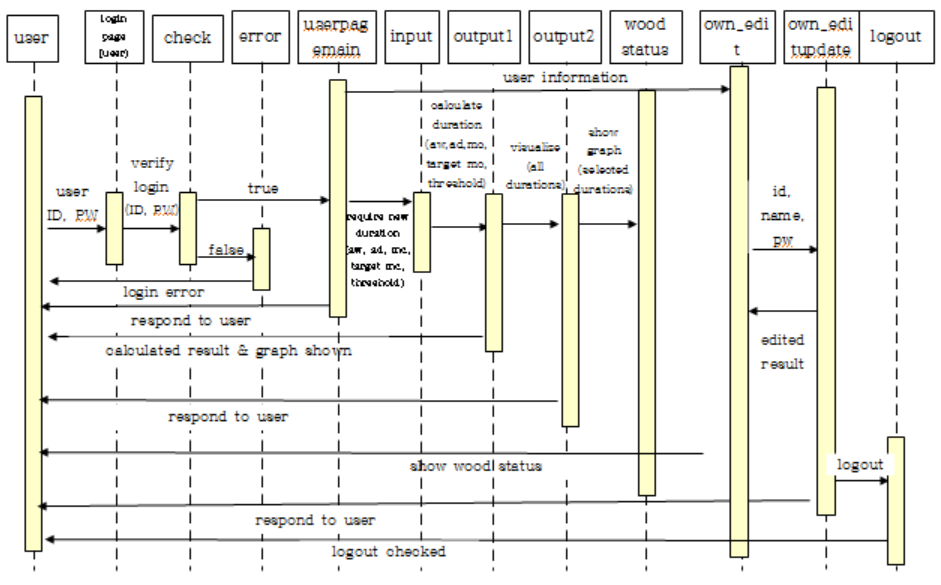 user
Login
page
(user)
check
error
userpag
emain
input
output1
output2
wood
status
own_edi
t
own_edi
tupdate
logout
user information
calculate
duration
(aw,ad,mc,
target mc,
threshold)
visualize
(all
durations)
show
graph
(selected
durations)
verify
login
(ID, PW)
user
ID, PW
true
false
require new
duration
(aw, ad, mc,
target mc,
threshold)
id,
name,
pw
login error
respond to user
calculated result & graph shown
edited
result
respond to user
show wood status
logout
respond to user
logout checked